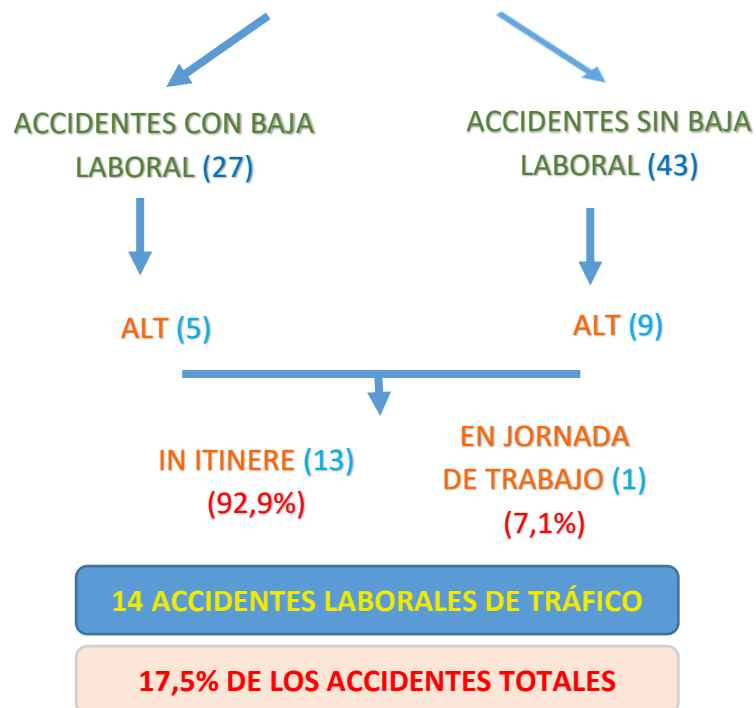 ACCIDENTES CON BAJA
LABORAL (27)
ACCIDENTES SIN BAJA
LABORAL (43)
ALT (5)
ALT (9)
IN ITINERE (13)
(92,9%)
EN JORNADA
DE TRABAJO (1)
(7,1%)
14 ACCIDENTES LABORALES DE TRÁFICO
17,5% DE LOS ACCIDENTES TOTALES